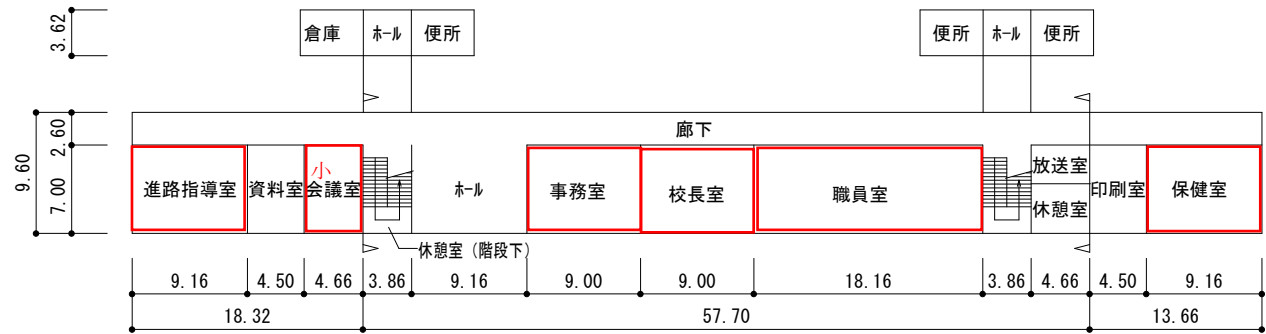 3.62
倉庫 ホール 便所
便所 ホール 便所
9.60
2.60
7.00
廊下
進路指導室
資料室
小
会議室
ホール
事務室
校長室
職員室
放送室
休憩室
印刷室
保健室
休憩室（階段下）
9.16 4.50 4.66 3.86 9.16 9.00 9.00 18.16 3.86 4.66 4.50 9.16
18.32 57.70 13.66